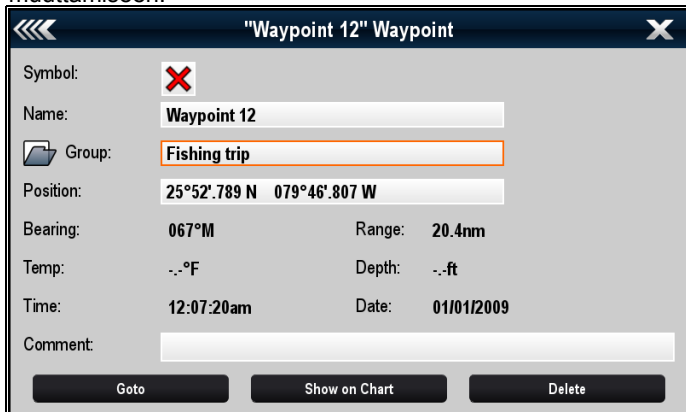 muuttamiseen.
"Waypoint 12" Waypoint
Symbol:
Name: Waypoint 12
Group: Fishing trip
Position: 25°52'.789 N 079°46'.807 W
Bearing: 067°M Range: 20.4nm
Temp: -.-°F Depth: -.-ft
Time: 12:07:20am Date: 01/01/2009
Comment:
Goto Show on Chart Delete